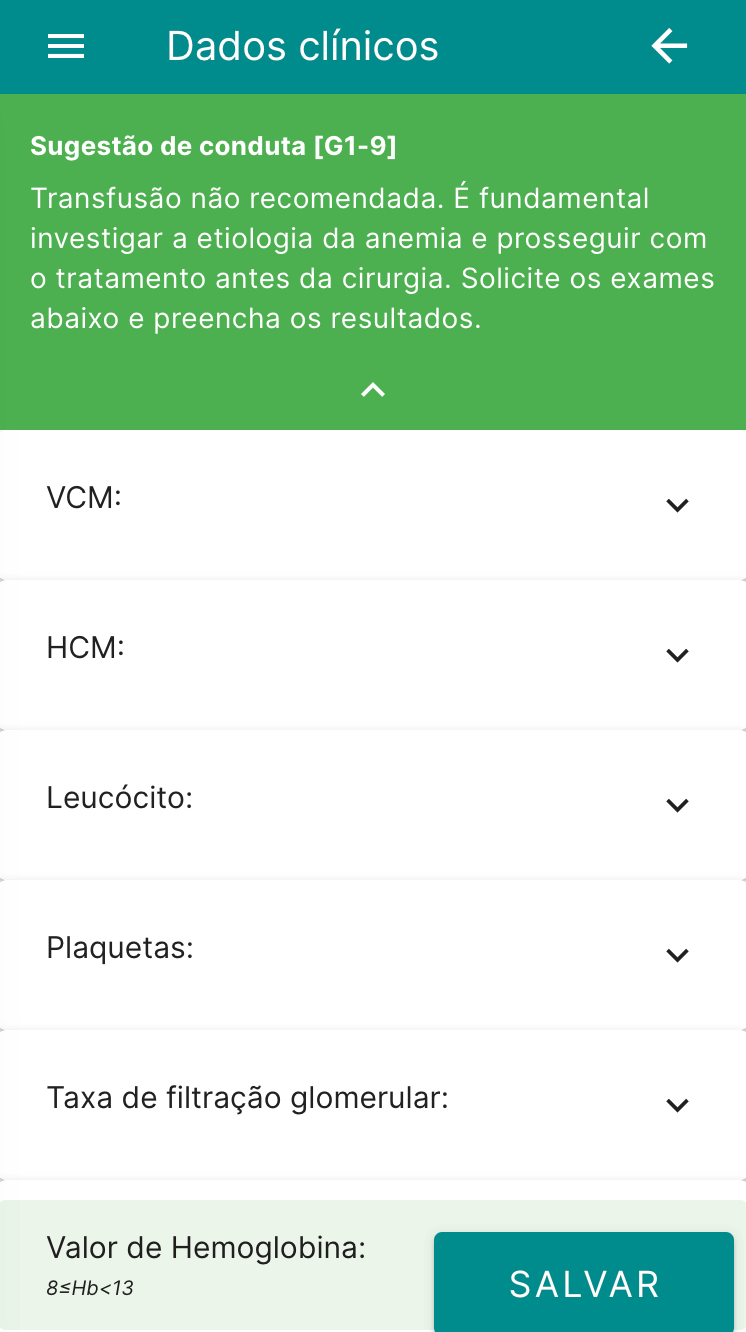 Dados clínicos
Sugestão de conduta [G1-9]
Transfusão não recomendada. É fundamental
investigar a etiologia da anemia e prosseguir com
o tratamento antes da cirurgia. Solicite os exames
abaixo e preencha os resultados.
VCM:
HCM:
Leucócito:
Plaquetas:
Taxa de filtração glomerular:
Valor de Hemoglobina:
8≤Hb<13
SALVAR